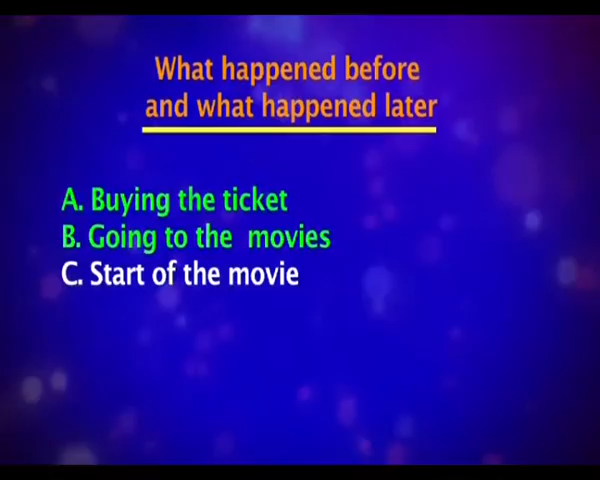 What happened before
and what happened later
A. Buying the ticket
B. Going to the movies
C. Start of the movie